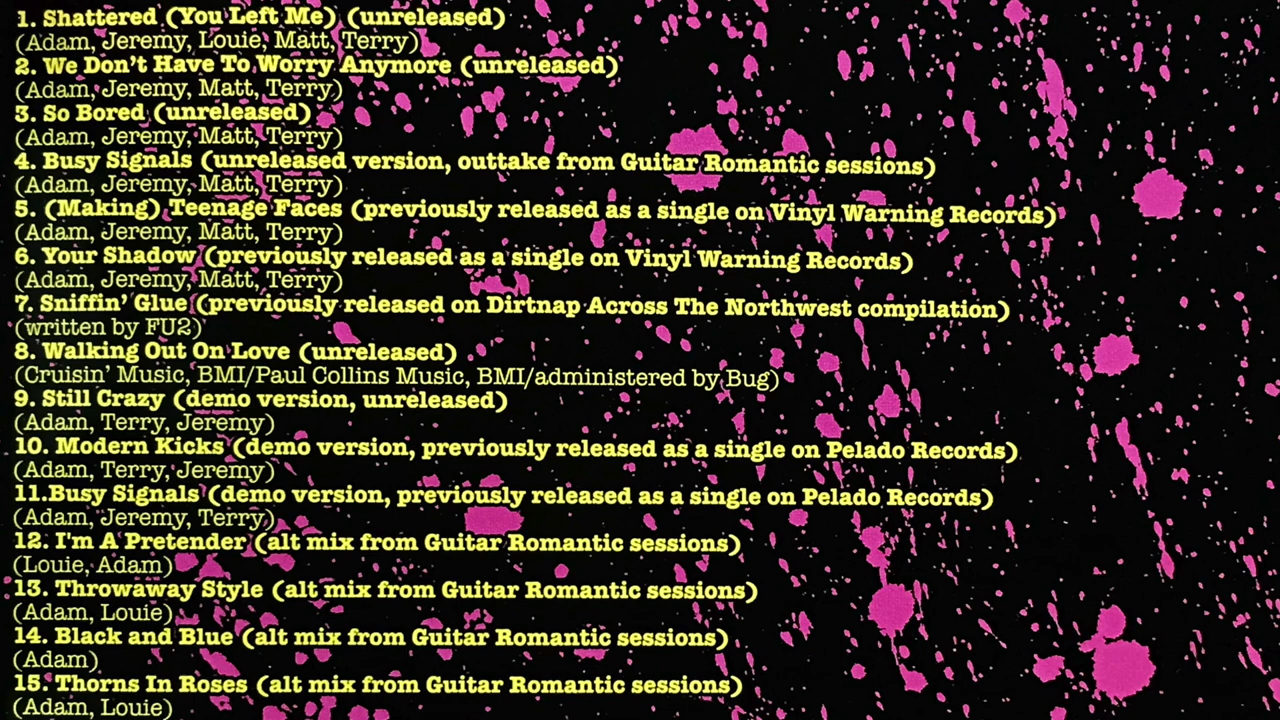 1. Shattered (You Left Me) (unreleased)
(Adam, Jeremy, Louie, Matt, Terry)
2. We Don't Have To Worry Anymore (unreleased)
(Adam, Jeremy, Matt, Terry)
3. So Bored (unreleased)
(Adam, Jeremy, Matt, Terry)
4. Busy Signals (unreleased version, outtake from Guitar Romantic sessions)
(Adam, Jeremy, Matt, Terry)
5. (Making) Teenage Faces (previously released as a single on Vinyl Warning Records)
(Adam, Jeremy, Matt, Terry)
6. Your Shadow (previously released as a single on Vinyl Warning Records)
(Adam, Jeremy, Matt, Terry)
7. Sniffin' Glue (previously released on Dirtnap Across The Northwest compilation)
(written by FU2)
8. Walking Out On Love (unreleased)
(Cruisin' Music, BMI/Paul Collins Music, BMI/administered by Bug)
9. Still Crazy (demo version, unreleased)
(Adam, Terry, Jeremy)
10. Modern Kicks (demo version, previously released as a single on Pelado Records)
(Adam, Terry, Jeremy)
11.Busy Signals (demo version, previously released as a single on Pelado Records)
(Adam, Jeremy, Terry)
12. I'm A Pretender (alt mix from Guitar Romantic sessions)
(Louie, Adam)
13. Throwaway Style (alt mix from Guitar Romantic sessions)
(Adam, Louie)
14. Black and Blue (alt mix from Guitar Romantic sessions)
(Adam)
15. Thorns In Roses (alt mix from Guitar Romantic sessions)
(Adam, Louie)